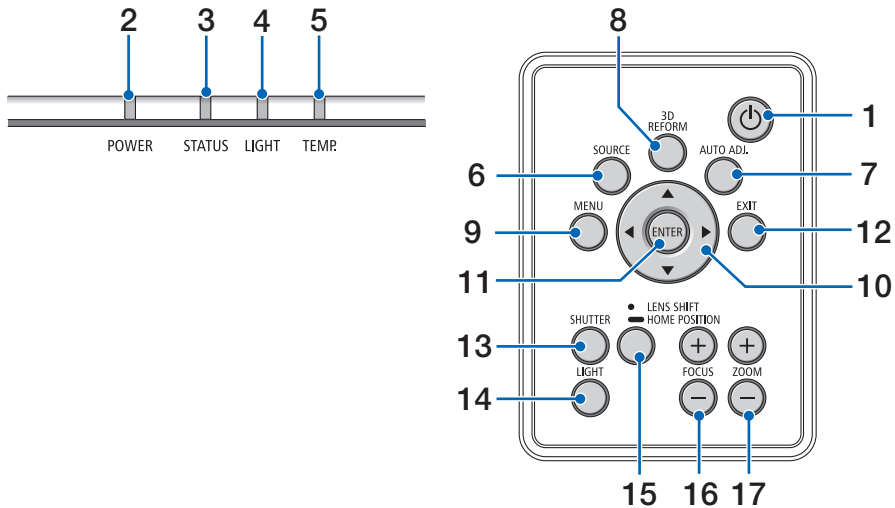 2 3 4 5
POWER STATUS LIGHT TEMP.
8
3D
REFORM
1
SOURCE
AUTO ADJ.
6
7
MENU
EXIT
9
ENTER
12
11
10
LENS SHIFT
SHUTTER HOME POSITION
13
LIGHT FOCUS ZOOM
14
15 16 17